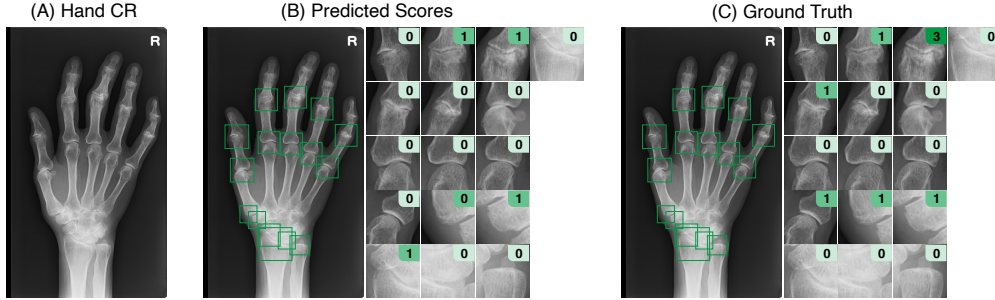 (A) Hand CR
(B) Predicted Scores
(C) Ground Truth
R
R
0 1 1 0
0 0 0
0 0 0
0 0 1
1 0 0
R
0 1 3 0
1 0 0
0 0 0
1 1 1
0 0 0